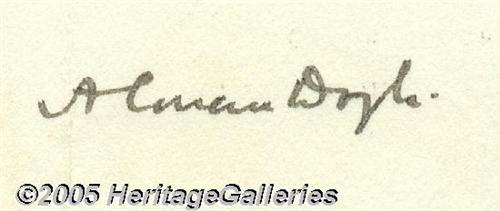 A Conan Doyle.
©2005 HeritageGalleries